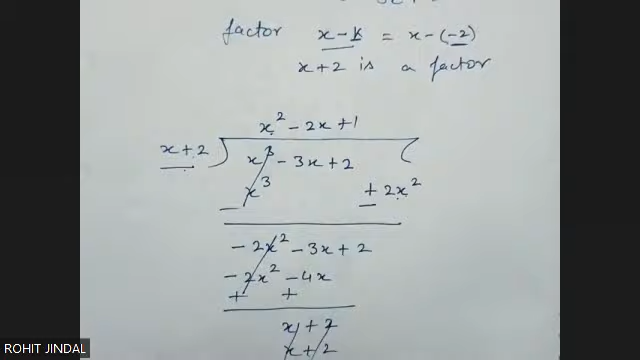 factor x - k = x - (-2)
x + 2 is a factor
x² - 2x + 1
x + 2 ) x³ - 3x + 2
x³ + 2x²
- -
- 2x² - 3x + 2
- 2x² - 4x
+ +
x + 2
x + 2
ROHIT JINDAL